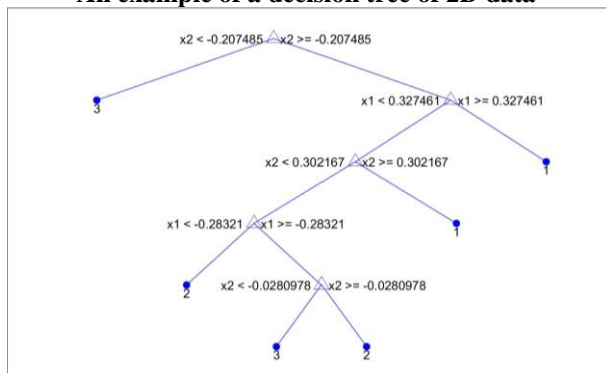 An example of a decision tree of 2D data
x2 < -0.207485 x2 >= -0.207485
3
x1 < 0.327461 x1 >= 0.327461
x2 < 0.302167 x2 >= 0.302167
1
x1 < -0.28321 x1 >= -0.28321
1
2
x2 < -0.0280978 x2 >= -0.0280978
3
2